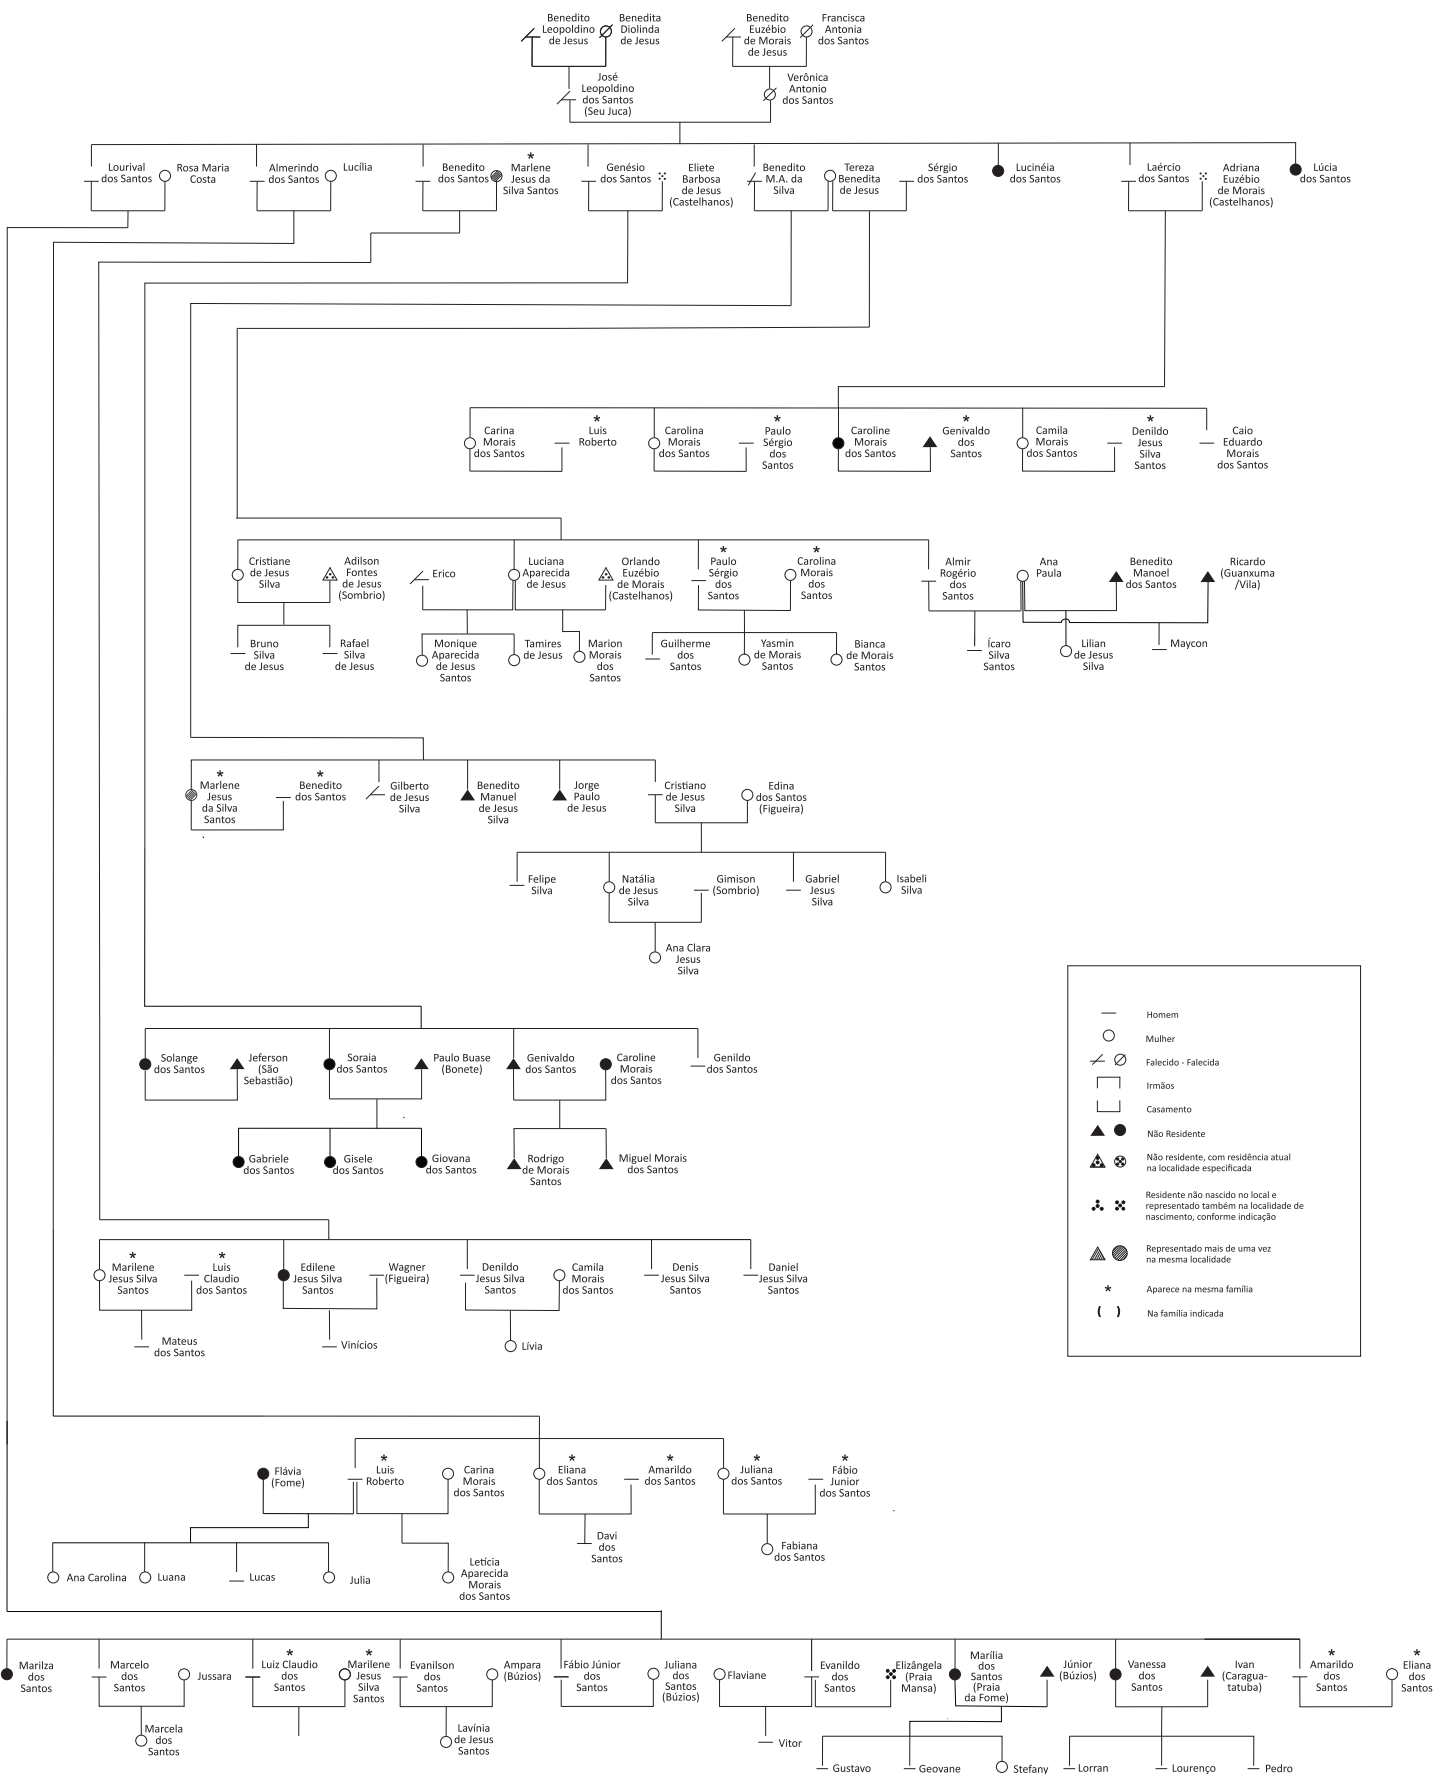 Benedito
Leopoldino
de Jesus
Benedita
Diolinda
de Jesus
Benedito
Euzébio
de Morais
de Jesus
Francisca
Antonia
dos Santos
José
Leopoldino
dos Santos
(Seu Juca)
Verônica
Antonio
dos Santos
Lourival
dos Santos
Rosa Maria
Costa
Almerindo
dos Santos
Lucília
Benedito
dos Santos
*
Marlene
Jesus da
Silva Santos
Genésio
dos Santos
Eliete
Barbosa
de Jesus
(Castelhanos)
Benedito
M.A. da
Silva
Tereza
Benedita
de Jesus
Sérgio
dos Santos
Lucinéia
dos Santos
Laércio
dos Santos
Adriana
Euzébio
de Morais
(Castelhanos)
Lúcia
dos Santos
Carina
Morais
dos Santos
*
Luis
Roberto
Carolina
Morais
dos Santos
*
Paulo
Sérgio
dos
Santos
Caroline
Morais
dos Santos
*
Genivaldo
dos
Santos
Camila
Morais
dos Santos
*
Denildo
Jesus
Silva
Santos
Caio
Eduardo
Morais
dos Santos
Cristiane
de Jesus
Silva
Adilson
Fontes
de Jesus
(Sombrio)
Erico
Luciana
Aparecida
de Jesus
Orlando
Euzébio
de Morais
(Castelhanos)
*
Paulo
Sérgio
dos
Santos
*
Carolina
Morais
dos
Santos
Almir
Rogério
dos
Santos
Ana
Paula
Benedito
Manoel
dos Santos
Ricardo
(Guanxuma
/Vila)
Bruno
Silva
de Jesus
Rafael
Silva
de Jesus
Monique
Aparecida
de Jesus
Santos
Tamires
de Jesus
Marion
Morais
dos
Santos
Guilherme
dos
Santos
Yasmin
de Morais
Santos
Bianca
de Morais
Santos
Ícaro
Silva
Santos
Lilian
de Jesus
Silva
Maycon
*
Marlene
Jesus
da Silva
Santos
*
Benedito
dos Santos
Gilberto
de Jesus
Silva
Benedito
Manuel
de Jesus
Silva
Jorge
Paulo
de Jesus
Cristiano
de Jesus
Silva
Edina
dos Santos
(Figueira)
Felipe
Silva
Natália
de Jesus
Silva
Gimison
(Sombrio)
Gabriel
Jesus
Silva
Isabeli
Silva
Ana Clara
Jesus
Silva
Solange
dos Santos
Jeferson
(São
Sebastião)
Soraia
dos Santos
Paulo Buase
(Bonete)
Genivaldo
dos Santos
Caroline
Morais
dos Santos
Genildo
dos Santos
Gabriele
dos Santos
Gisele
dos Santos
Giovana
dos Santos
Rodrigo
de Morais
Santos
Miguel Morais
dos Santos
Homem
Mulher
Falecido - Falecida
Irmãos
Casamento
Não Residente
Não residente, com residência atual
na localidade especificada
Residente não nascido no local e
representado também na localidade de
nascimento, conforme indicação
Representado mais de uma vez
na mesma localidade
* Aparece na mesma família
( ) Na família indicada
*
Marilene
Jesus Silva
Santos
*
Luis
Claudio
dos Santos
Edilene
Jesus Silva
Santos
Wagner
(Figueira)
Denildo
Jesus Silva
Santos
Camila
Morais
dos Santos
Denis
Jesus Silva
Santos
Daniel
Jesus Silva
Santos
Mateus
dos Santos
Vinícios
Lívia
Flávia
(Fome)
*
Luis
Roberto
Carina
Morais
dos Santos
*
Eliana
dos Santos
*
Amarildo
dos Santos
*
Juliana
dos Santos
*
Fábio
Junior
dos Santos
Ana Carolina
Luana
Lucas
Julia
Letícia
Aparecida
Morais
dos Santos
Davi
dos
Santos
Fabiana
dos Santos
Marilza
dos
Santos
Marcelo
dos
Santos
Jussara
*
Luiz Claudio
dos
Santos
*
Marilene
Jesus
Silva
Santos
Evanilson
dos
Santos
Ampara
(Búzios)
Fábio Júnior
dos
Santos
Juliana
dos
Santos
(Búzios)
Flaviane
Evanildo
dos
Santos
Elizângela
(Praia
Mansa)
Marília
dos
Santos
(Praia
da Fome)
Júnior
(Búzios)
Vanessa
dos
Santos
Ivan
(Caragua-
tatuba)
*
Amarildo
dos
Santos
*
Eliana
dos
Santos
Marcela
dos
Santos
Lavínia
de Jesus
Santos
Vitor
Gustavo
Geovane
Stefany
Lorran
Lourenço
Pedro